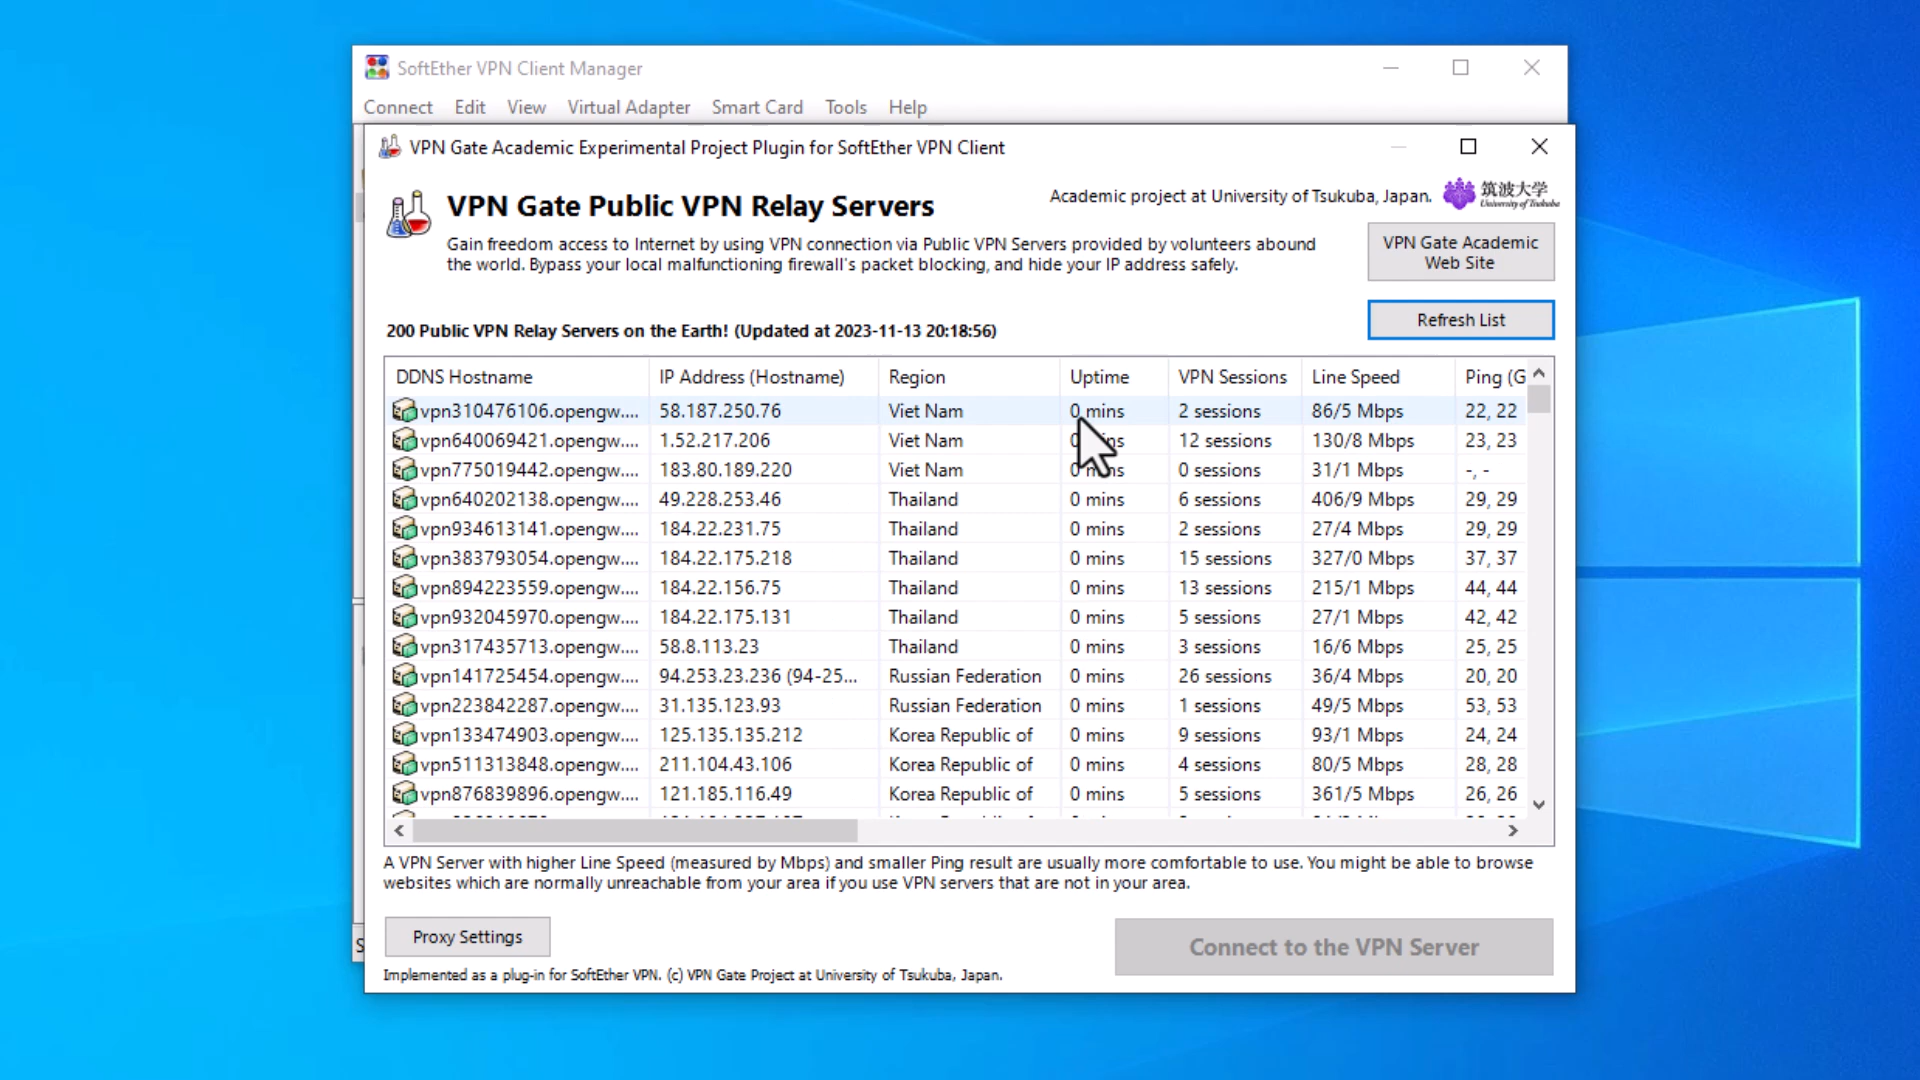 SoftEther VPN Client Manager
Connect Edit View Virtual Adapter Smart Card Tools Help
VPN Gate Academic Experimental Project Plugin for SoftEther VPN Client
VPN Gate Public VPN Relay Servers
Academic project at University of Tsukuba, Japan.
筑波大学
University of Tsukuba
Gain freedom access to Internet by using VPN connection via Public VPN Servers provided by volunteers abound
the world. Bypass your local malfunctioning firewall's packet blocking, and hide your IP address safely.
VPN Gate Academic
Web Site
200 Public VPN Relay Servers on the Earth! (Updated at 2023-11-13 20:18:56)
Refresh List
DDNS Hostname IP Address (Hostname) Region Uptime VPN Sessions Line Speed Ping (G
vpn310476106.opengw.... 58.187.250.76 Viet Nam 0 mins 2 sessions 86/5 Mbps 22, 22
vpn640069421.opengw.... 1.52.217.206 Viet Nam 12 sessions 130/8 Mbps 23, 23
vpn775019442.opengw.... 183.80.189.220 Viet Nam 0 mins 0 sessions 31/1 Mbps -, -
vpn640202138.opengw.... 49.228.253.46 Thailand 0 mins 6 sessions 406/9 Mbps 29, 29
vpn934613141.opengw.... 184.22.231.75 Thailand 0 mins 2 sessions 27/4 Mbps 29, 29
vpn383793054.opengw.... 184.22.175.218 Thailand 0 mins 15 sessions 327/0 Mbps 37, 37
vpn894223559.opengw.... 184.22.156.75 Thailand 0 mins 13 sessions 215/1 Mbps 44, 44
vpn932045970.opengw.... 184.22.175.131 Thailand 0 mins 5 sessions 27/1 Mbps 42, 42
vpn317435713.opengw.... 58.8.113.23 Thailand 0 mins 3 sessions 16/6 Mbps 25, 25
vpn141725454.opengw.... 94.253.23.236 (94-25... Russian Federation 0 mins 26 sessions 36/4 Mbps 20, 20
vpn223842287.opengw.... 31.135.123.93 Russian Federation 0 mins 1 sessions 49/5 Mbps 53, 53
vpn133474903.opengw.... 125.135.135.212 Korea Republic of 0 mins 9 sessions 93/1 Mbps 24, 24
vpn511313848.opengw.... 211.104.43.106 Korea Republic of 0 mins 4 sessions 80/5 Mbps 28, 28
vpn876839896.opengw.... 121.185.116.49 Korea Republic of 0 mins 5 sessions 361/5 Mbps 26, 26
A VPN Server with higher Line Speed (measured by Mbps) and smaller Ping result are usually more comfortable to use. You might be able to browse
websites which are normally unreachable from your area if you use VPN servers that are not in your area.
Proxy Settings
Connect to the VPN Server
Implemented as a plug-in for SoftEther VPN. (c) VPN Gate Project at University of Tsukuba, Japan.